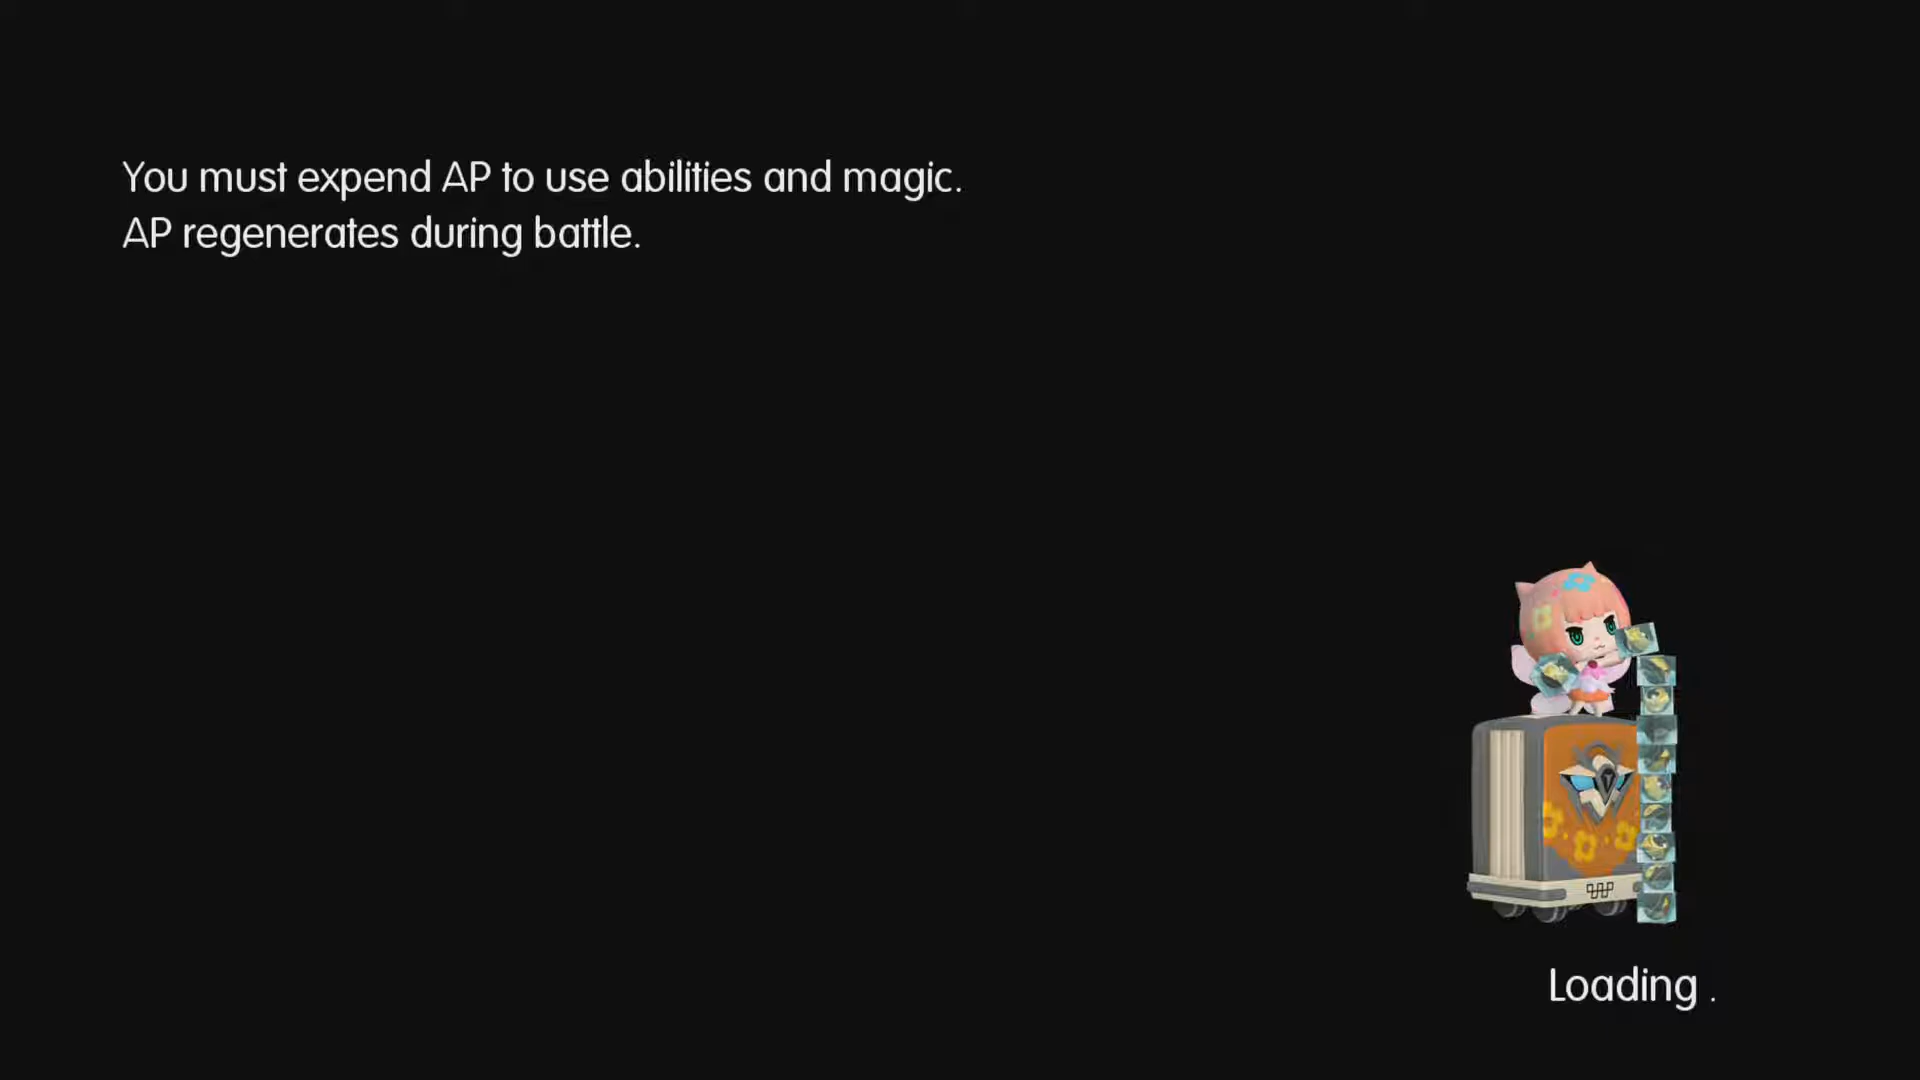 You must expend AP to use abilities and magic.
AP regenerates during battle.
Loading .